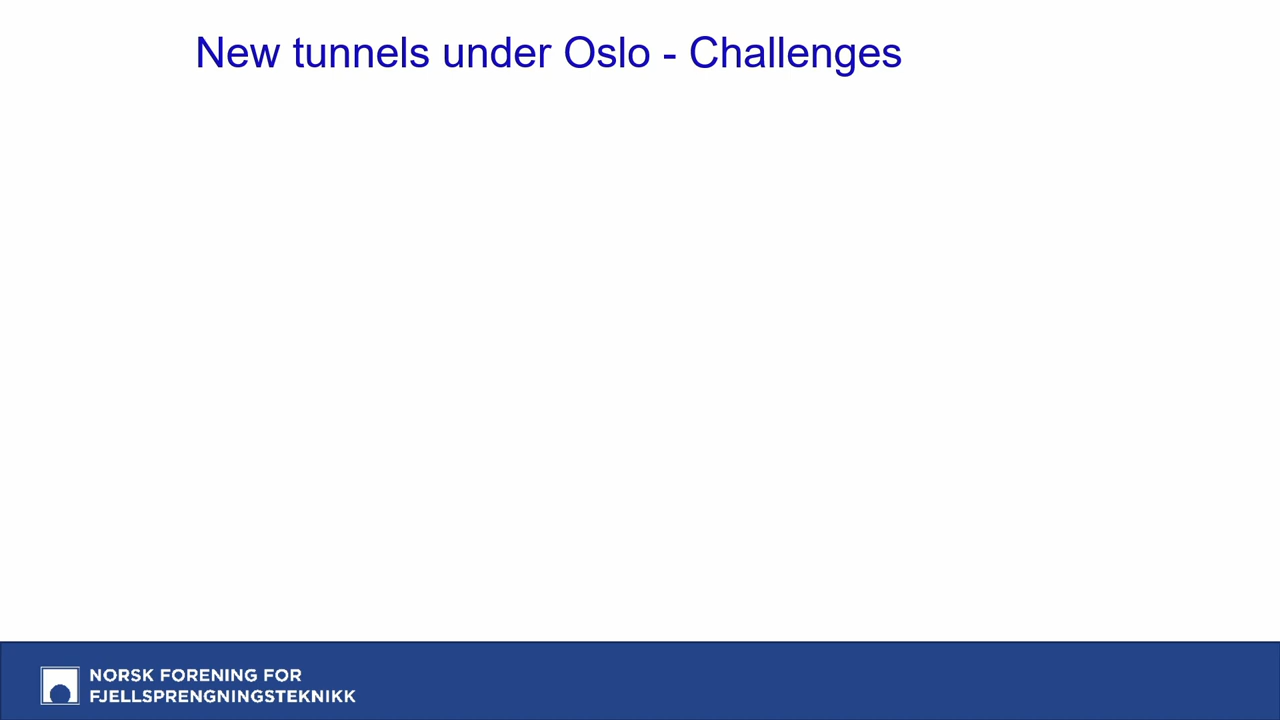 New tunnels under Oslo - Challenges
NORSK FORENING FOR
FJELLSPRENGNINGSTEKNIKK